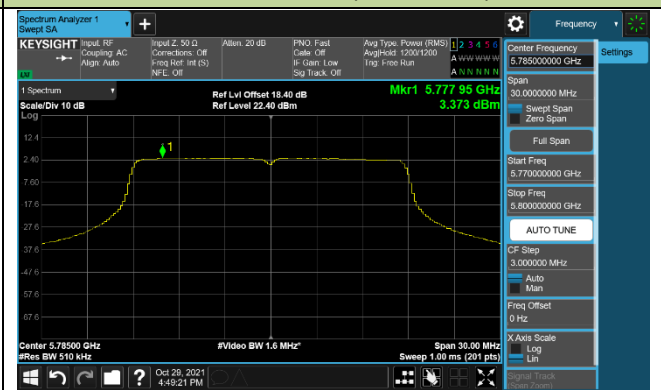 Spectrum Analyzer 1
Swept SA
+
Frequency
KEYSIGHT
Input: RF
Coupling: AC
Align: Auto
Input Z: 50 Ω
Corrections: Off
Freq Ref: Int (S)
NFE: Off
Atten: 20 dB
PNO: Fast
Gate: Off
IF Gain: Low
Sig Track: Off
Avg Type: Power (RMS)
Avg|Hold: 1200/1200
Trig: Free Run
1 2 3 4 5 6
A W W W W W
A N N N N N
1 Spectrum
Scale/Div 10 dB
Log
Ref Lvl Offset 18.40 dB
Ref Level 22.40 dBm
Mkr1 5.777 95 GHz
3.373 dBm
1
12.4
2.40
-7.60
-17.6
-27.6
-37.6
-47.6
-57.6
-67.6
Center 5.78500 GHz
#Res BW 510 kHz
#Video BW 1.6 MHz*
Span 30.00 MHz
Sweep 1.00 ms (201 pts)
Center Frequency
5.785000000 GHz
Settings
Span
30.0000000 MHz
Swept Span
Zero Span
Full Span
Start Freq
5.770000000 GHz
Stop Freq
5.800000000 GHz
AUTO TUNE
CF Step
3.000000 MHz
Auto
Man
Freq Offset
0 Hz
X Axis Scale
Log
Lin
Signal Track
(Span Zoom)
?
Oct 29, 2021
4:49:21 PM